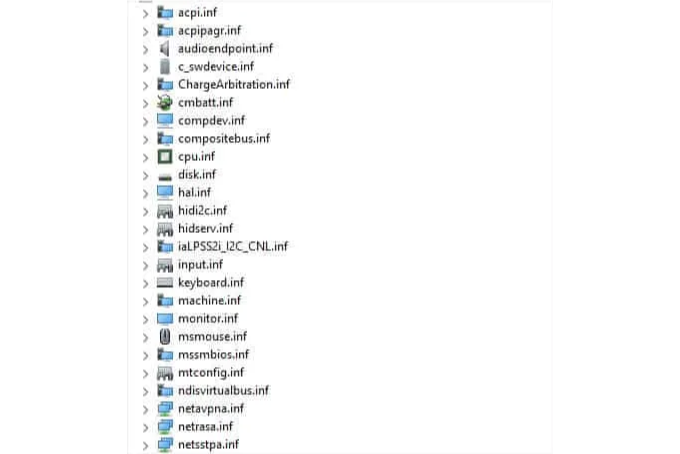 acpi.inf
acpipagr.inf
audioendpoint.inf
c_swdevice.inf
ChargeArbitration.inf
cmbatt.inf
compdev.inf
compositebus.inf
cpu.inf
disk.inf
hal.inf
hidi2c.inf
hidserv.inf
iaLPSS2i_I2C_CNL.inf
input.inf
keyboard.inf
machine.inf
monitor.inf
msmouse.inf
mssmbios.inf
mtconfig.inf
ndisvirtualbus.inf
netavpna.inf
netrasa.inf
netsstpa.inf